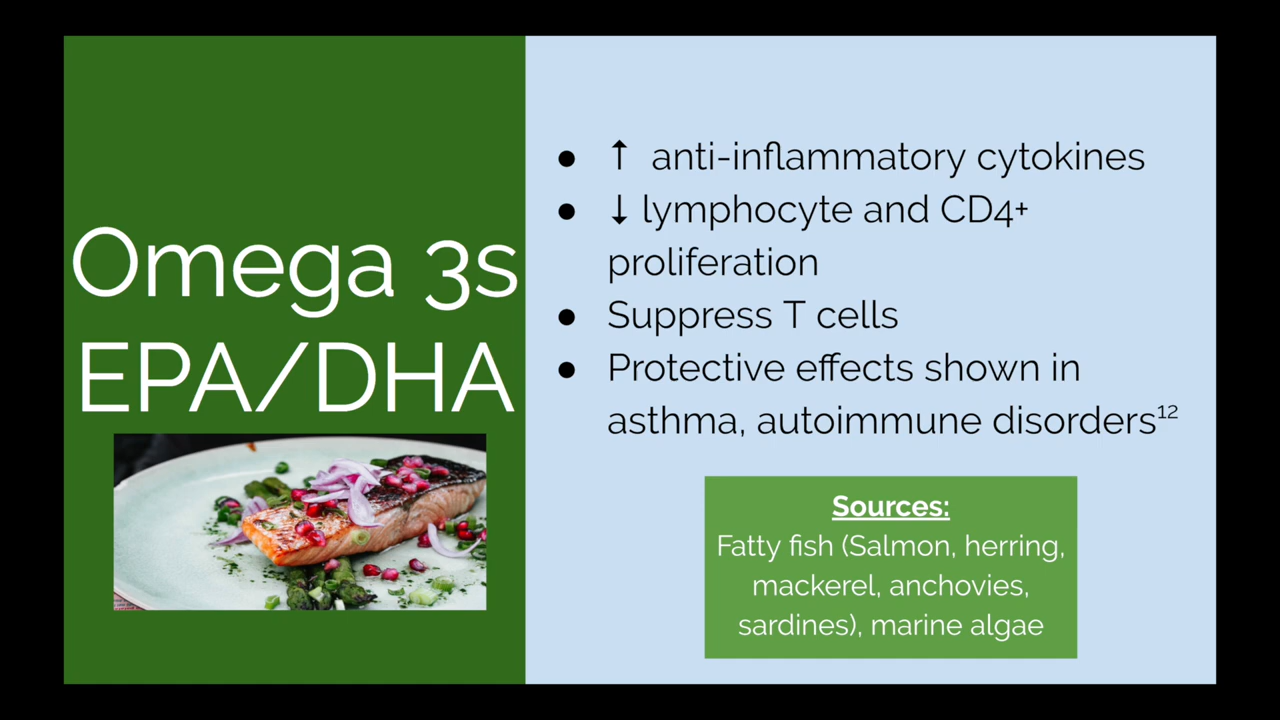 Omega 3s
EPA/DHA
● ↑ anti-inflammatory cytokines
● ↓ lymphocyte and CD4+
proliferation
● Suppress T cells
● Protective effects shown in
asthma, autoimmune disorders¹²
Sources:
Fatty fish (Salmon, herring,
mackerel, anchovies,
sardines), marine algae